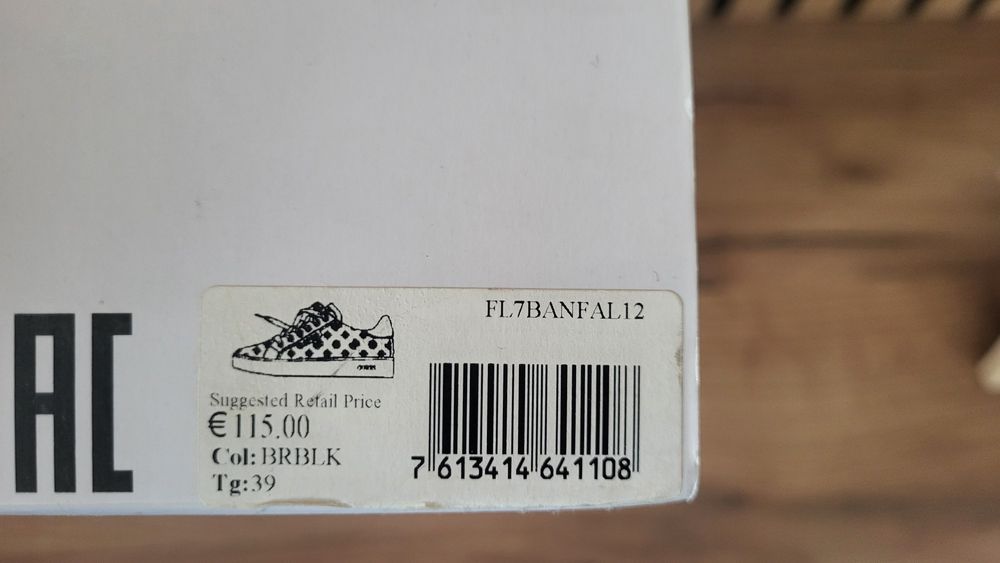 FL7BANFAL12
Suggested Retail Price
€115.00
Col:BRBLK
Tg:39
7 613414 641108